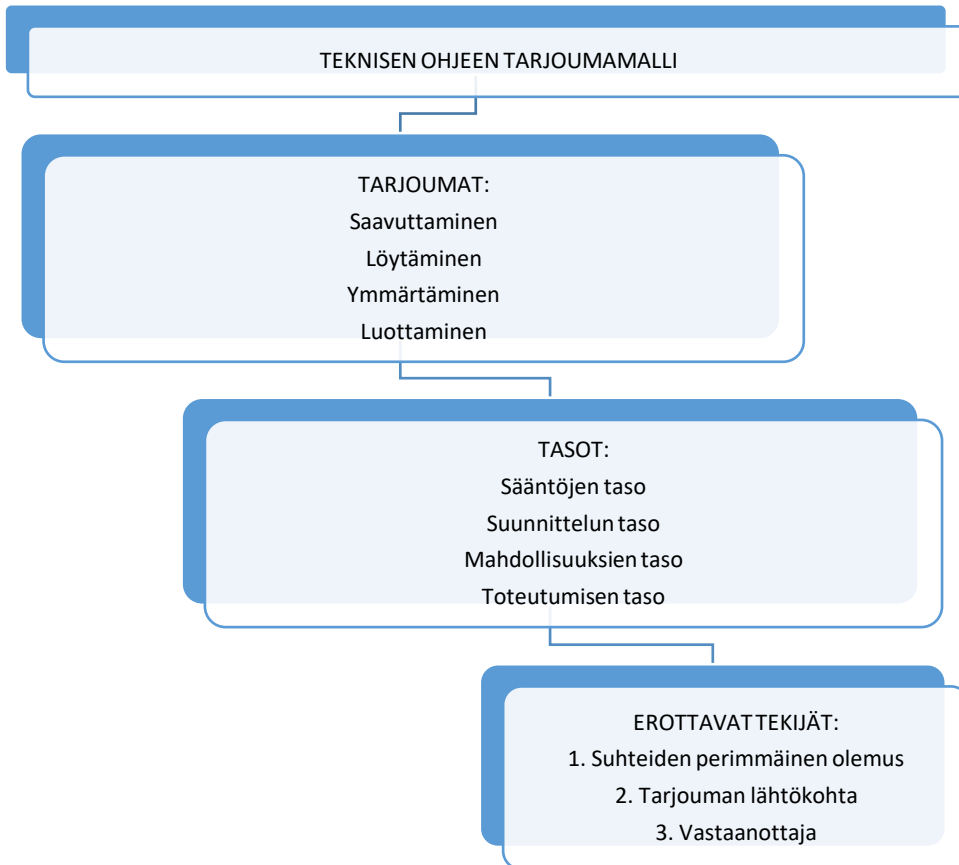 TEKNISEN OHJEEN TARJOUMAMALLI
TARJOUMAT:
Saavuttaminen
Löytäminen
Ymmärtäminen
Luottaminen
TASOT:
Sääntöjen taso
Suunnittelun taso
Mahdollisuuksien taso
Toteutumisen taso
EROTTAVAT TEKIJÄT:
1. Suhteiden perimmäinen olemus
2. Tarjouman lähtökohta
3. Vastaanottaja